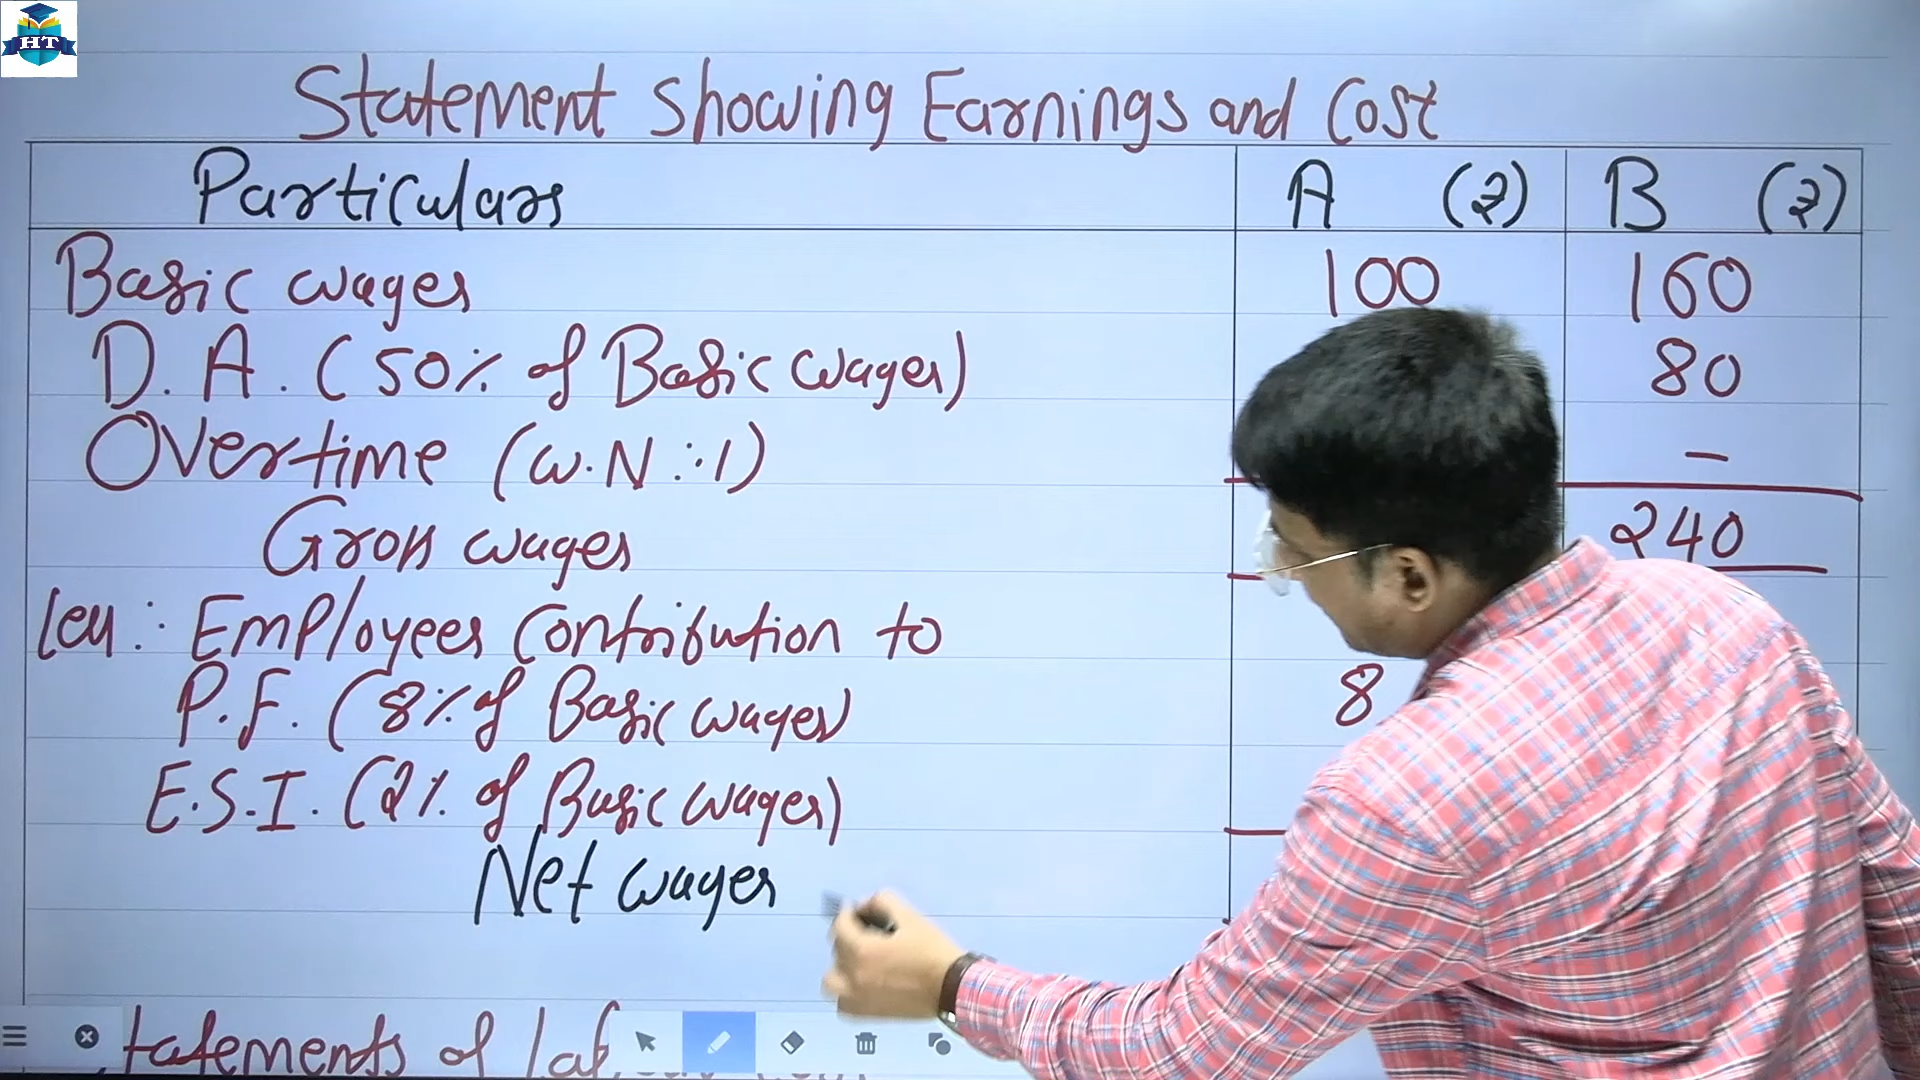 HT
Statement showing Earnings and Cost
Particulars A (₹) B (₹)
Basic wages 100 160
D. A. (50% of Basic wages) 80
Overtime (W.N:1) –
Gross wages 240
Less: Employees Contribution to
P.F. (8% of Basic wages) 8
E.S.I. (2% of Basic wages)
Net wages
tatements of